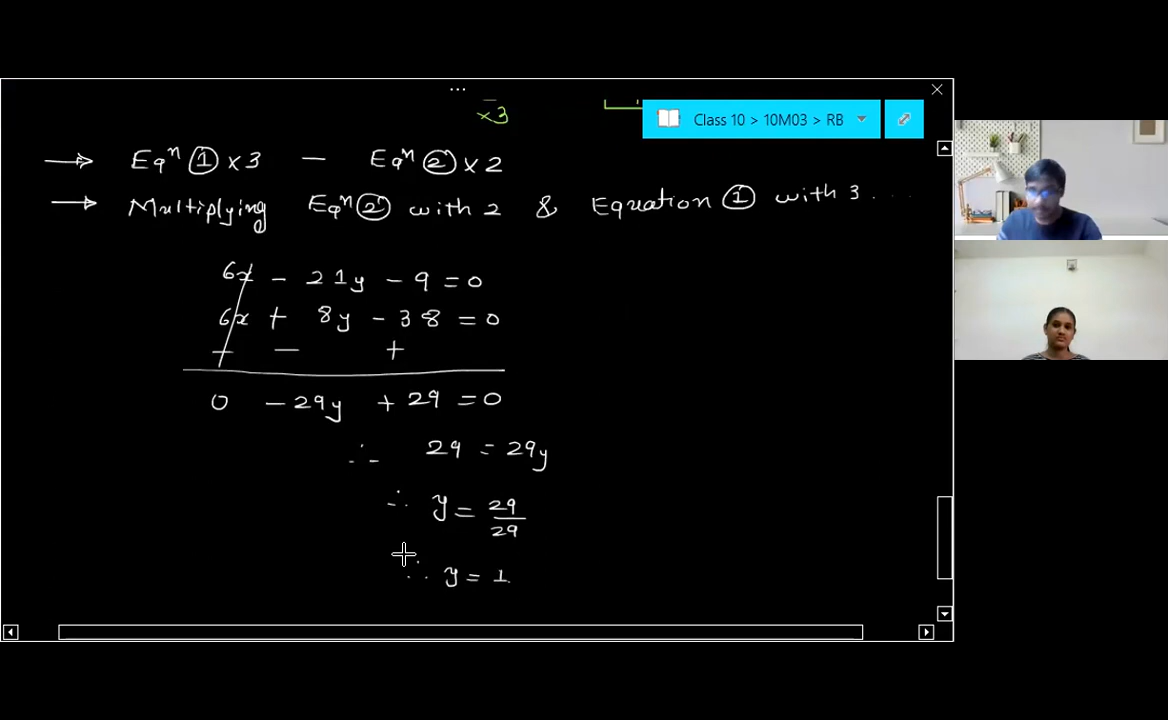 ...
×3
Class 10 > 10M03 > RB
→ Eqⁿ ① × 3 — Eqⁿ ② × 2
→ Multiplying Eqⁿ ② with 2 & Equation ① with 3 ....
6x - 21y - 9 = 0
6x + 8y - 38 = 0
- - +
0 - 29y + 29 = 0
∴ 29 = 29y
∴ y = 29/29
∴ y = 1.